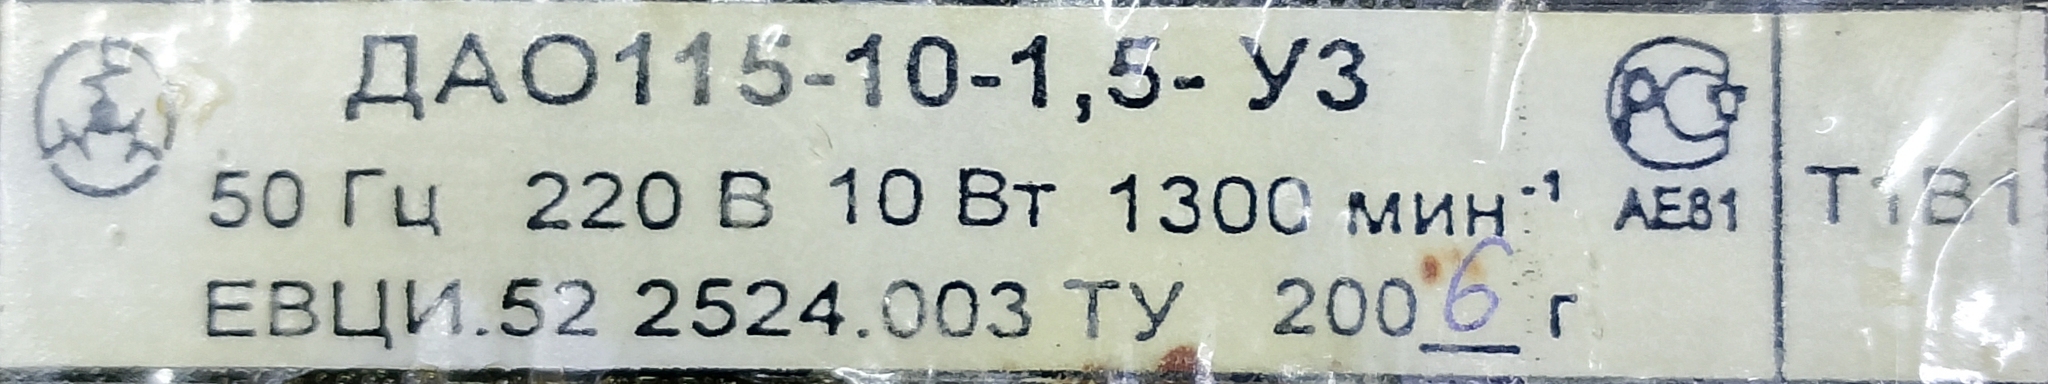 ДАО115-10-1,5- У3
50 Гц 220 В 10 Вт 1300 мин⁻¹
ЕВЦИ.52 2524.003 ТУ 2006 г
РСТ
АЕ81
Т1В1